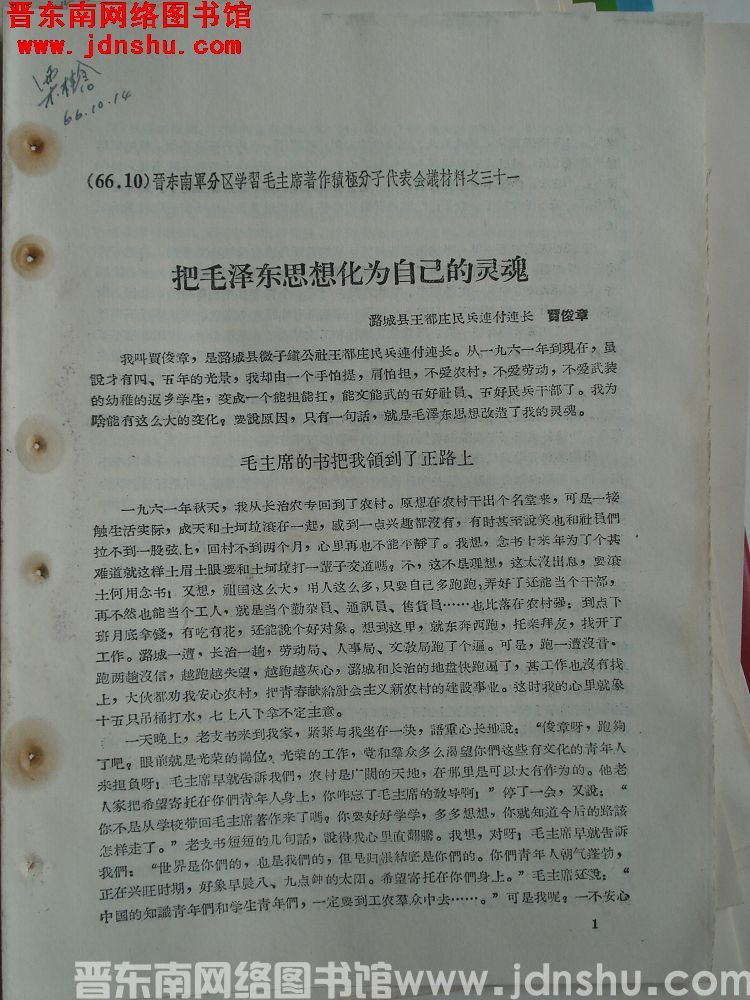 晋东南网络图书馆
www.jdnshu.com
66.10.14
(66.10)晋东南軍分区学習毛主席著作積極分子代表会議材料之三十一
把毛泽东思想化为自己的灵魂
潞城县王都庄民兵連付連长 賈俊章
我叫賈俊章，是潞城县微子鎮公社王都庄民兵連付連长。从一九六一年到現在，虽
說才有四、五年的光景，我却由一个手怕提，肩怕担，不爱农村，不爱劳动，不爱武装
的幼稚的返乡学生，变成一个能担能扛，能文能武的五好社員、五好民兵干部了。我为
啥能有这么大的变化？要說原因，只有一句話，就是毛泽东思想改造了我的灵魂。
毛主席的书把我領到了正路上
一九六一年秋天，我从长治农专回到了农村。原想在农村干出个名堂来，可是一接
触生活实际，成天和土坷垃滾在一起，感到一点兴趣都沒有，有时甚至說笑也和社員們
拉不到一股弦上，回村不到两个月，心里再也不能平靜了。我想，念书十来年为了个甚
难道就这样土眉土眼要和土坷垃打一輩子交道嗎？不，这不是理想，这太沒出息，要滾
土何用念书！又想，祖国这么大，用人这么多，只要自己多跑跑，弄好了还能当个干部，
再不然也能当个工人，就是当个勤杂員、通訊員、售貨員……也比落在农村强；到点下
班月底拿錢，有吃有花，还能說个好对象。想到这里，就东奔西跑，托亲拜友，找开了
工作。潞城一遭，长治一趟，劳动局、人事局、文教局跑了个遍。可是，跑一遭沒音，
跑两趟沒信，越跑越失望，越跑越灰心，潞城和长治的地盘快跑遍了，甚工作也沒有找
上，大伙都劝我安心农村，把青春献給社会主义新农村的建設事业。这时我的心里就象
十五只吊桶打水，七上八下拿不定主意。
一天晚上，老支书来到我家，紧紧与我坐在一块，語重心长地說：“俊章呀，跑夠
了吧？眼前就是光荣的崗位，光荣的工作，党和羣众多么渴望你們这些有文化的青年人
来担負呀！毛主席早就告訴我們，农村是广闊的天地，在那里是可以大有作为的。他老
人家把希望寄托在你們青年人身上，你咋忘了毛主席的教导啊！”停了一会，又說：“
你不是从学校带回毛主席著作来了嗎？你要好好学学，多多想想，你就知道今后的路該
怎样走了。”老支书短短的几句話，說得我心里直翻騰。我想，对呀！毛主席早就告訴
我們：“世界是你們的，也是我們的，但是归根結底是你們的。你們青年人朝气蓬勃，
正在兴旺时期，好象早晨八、九点鈡的太阳。希望寄托在你們身上。”毛主席还說：“
中国的知識青年們和学生青年們，一定要到工农羣众中去……。”可是我呢？一不安心
1
晋东南网络图书馆www.jdnshu.com